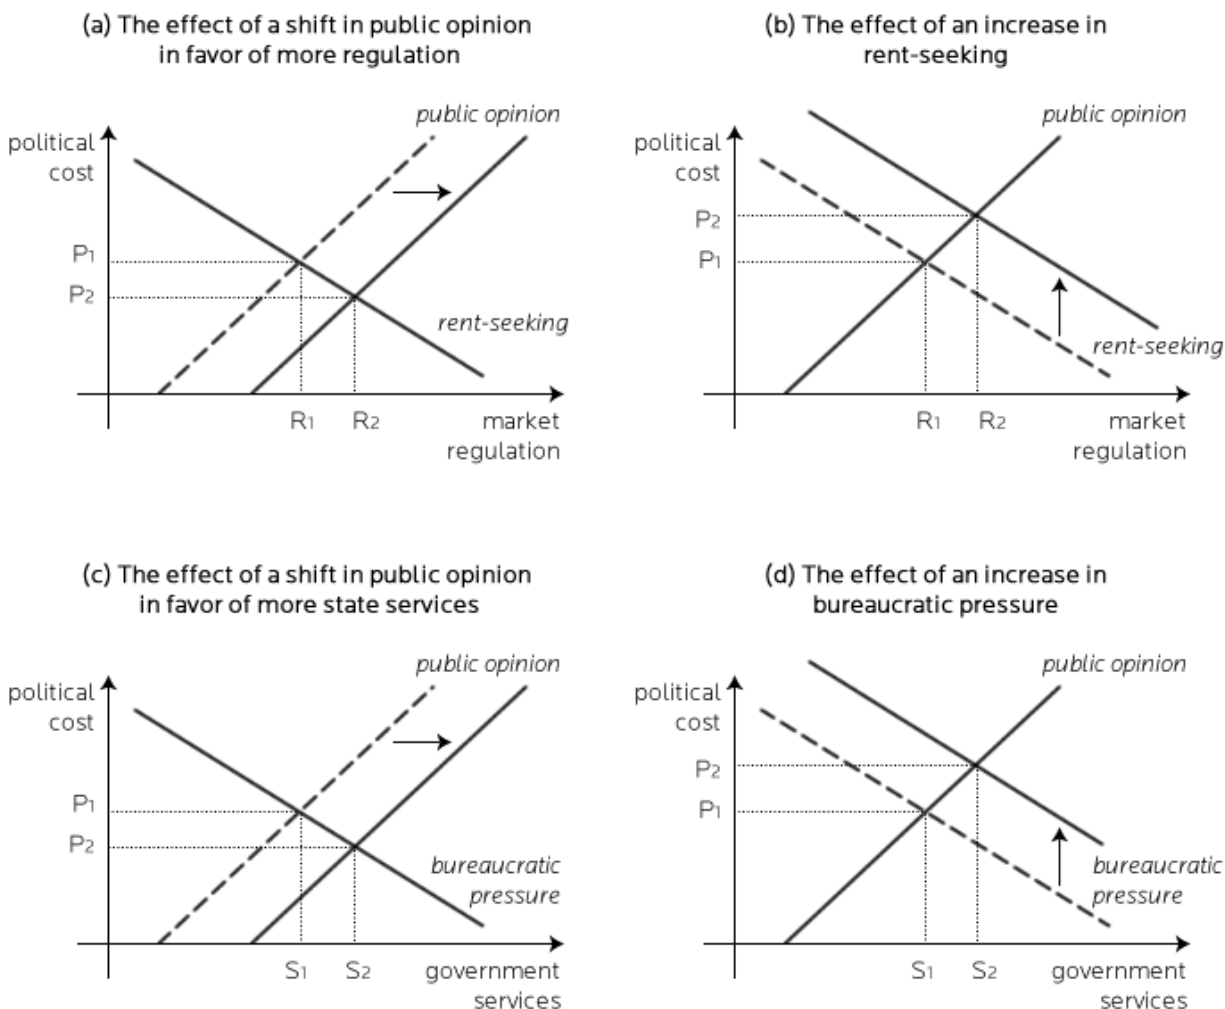 (a) The effect of a shift in public opinion
in favor of more regulation
public opinion
political
cost
P1
P2
rent-seeking
R1
R2
market
regulation
(b) The effect of an increase in
rent-seeking
public opinion
political
cost
P2
P1
rent-seeking
R1
R2
market
regulation
(c) The effect of a shift in public opinion
in favor of more state services
public opinion
political
cost
P1
P2
bureaucratic
pressure
S1
S2
government
services
(d) The effect of an increase in
bureaucratic pressure
public opinion
political
cost
P2
P1
bureaucratic
pressure
S1
S2
government
services